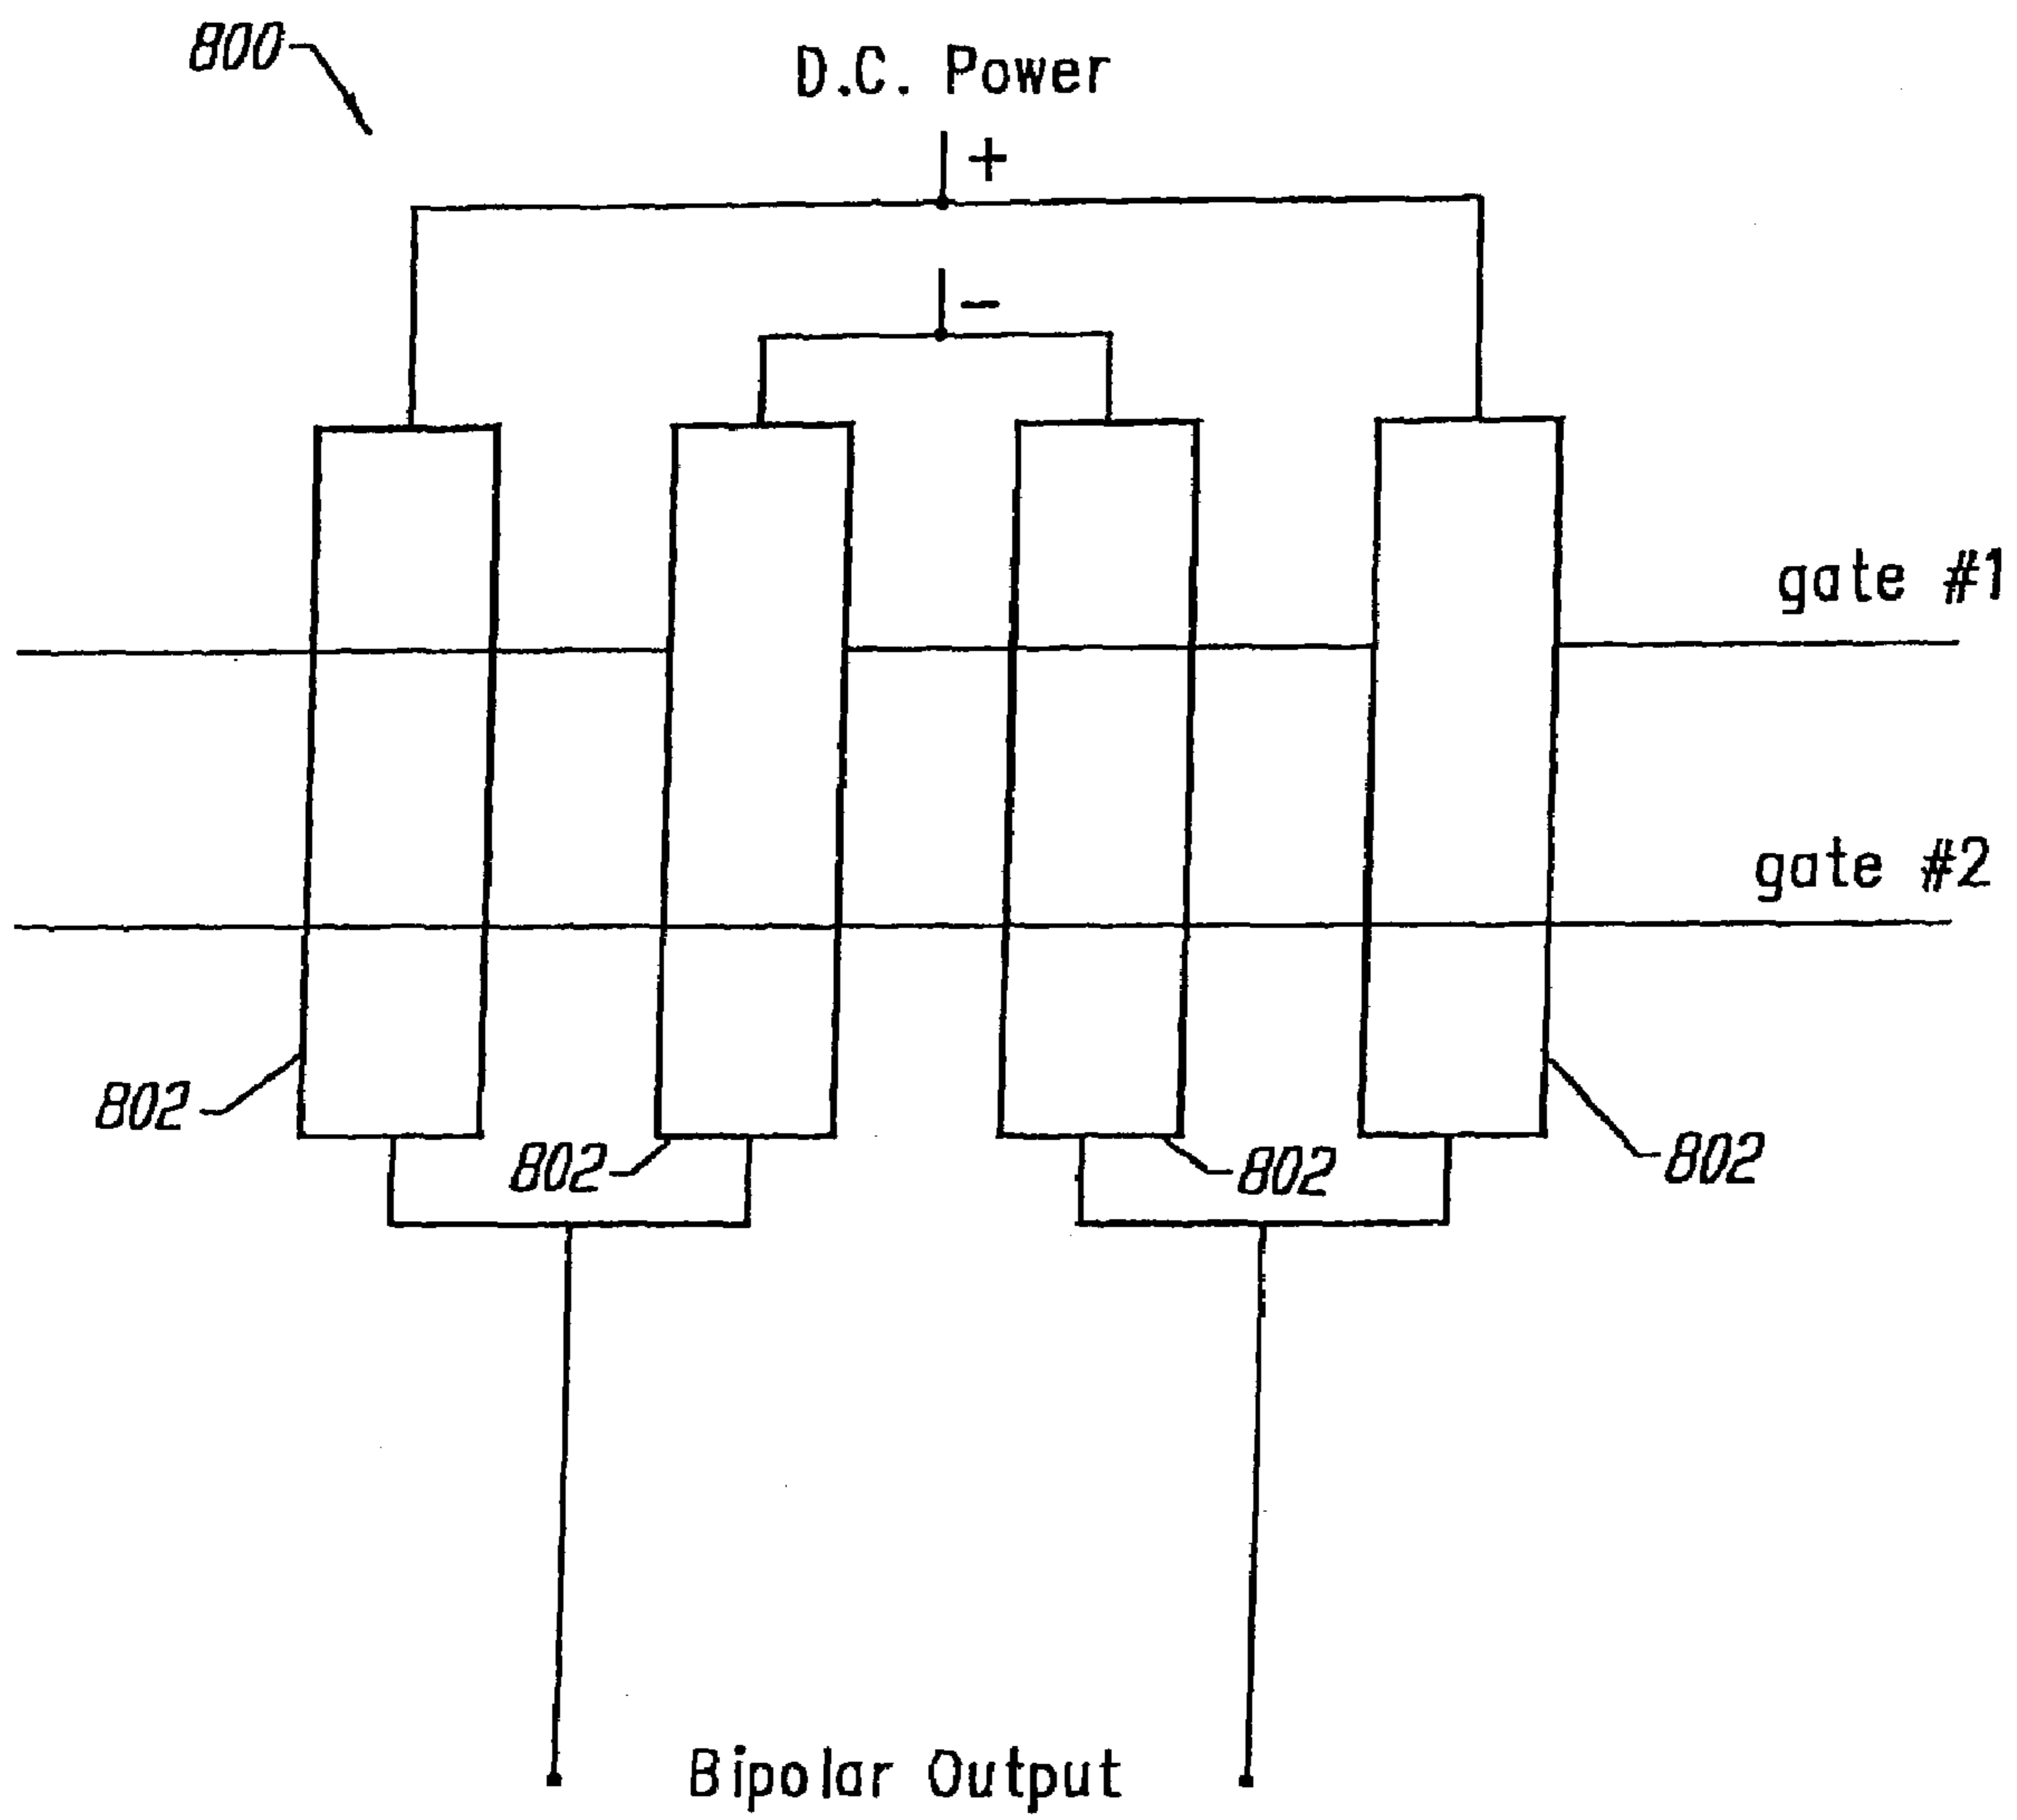 800
D.C. Power
+
-
gate #1
gate #2
802
802
802
802
Bipolar Output